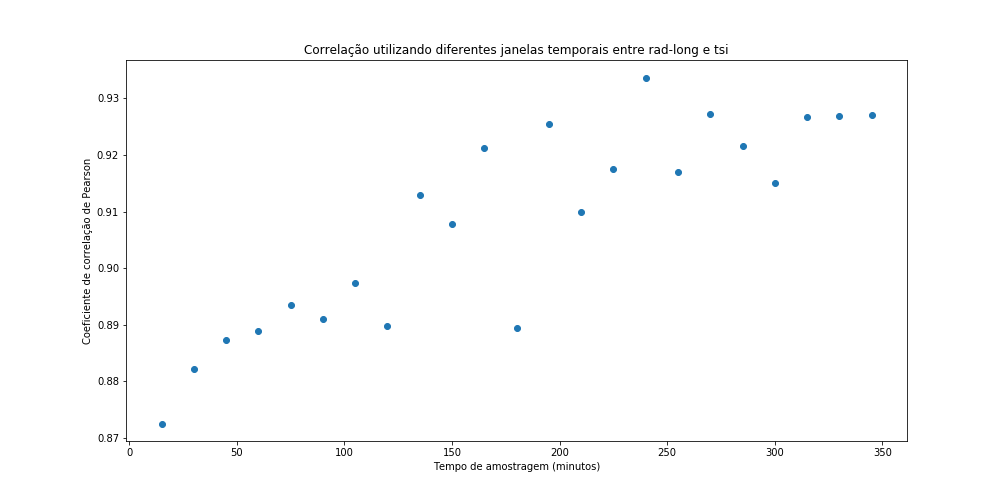 Correlação utilizando diferentes janelas temporais entre rad-long e tsi
Coeficiente de correlação de Pearson
0.93
0.92
0.91
0.90
0.89
0.88
0.87
0 50 100 150 200 250 300 350
Tempo de amostragem (minutos)